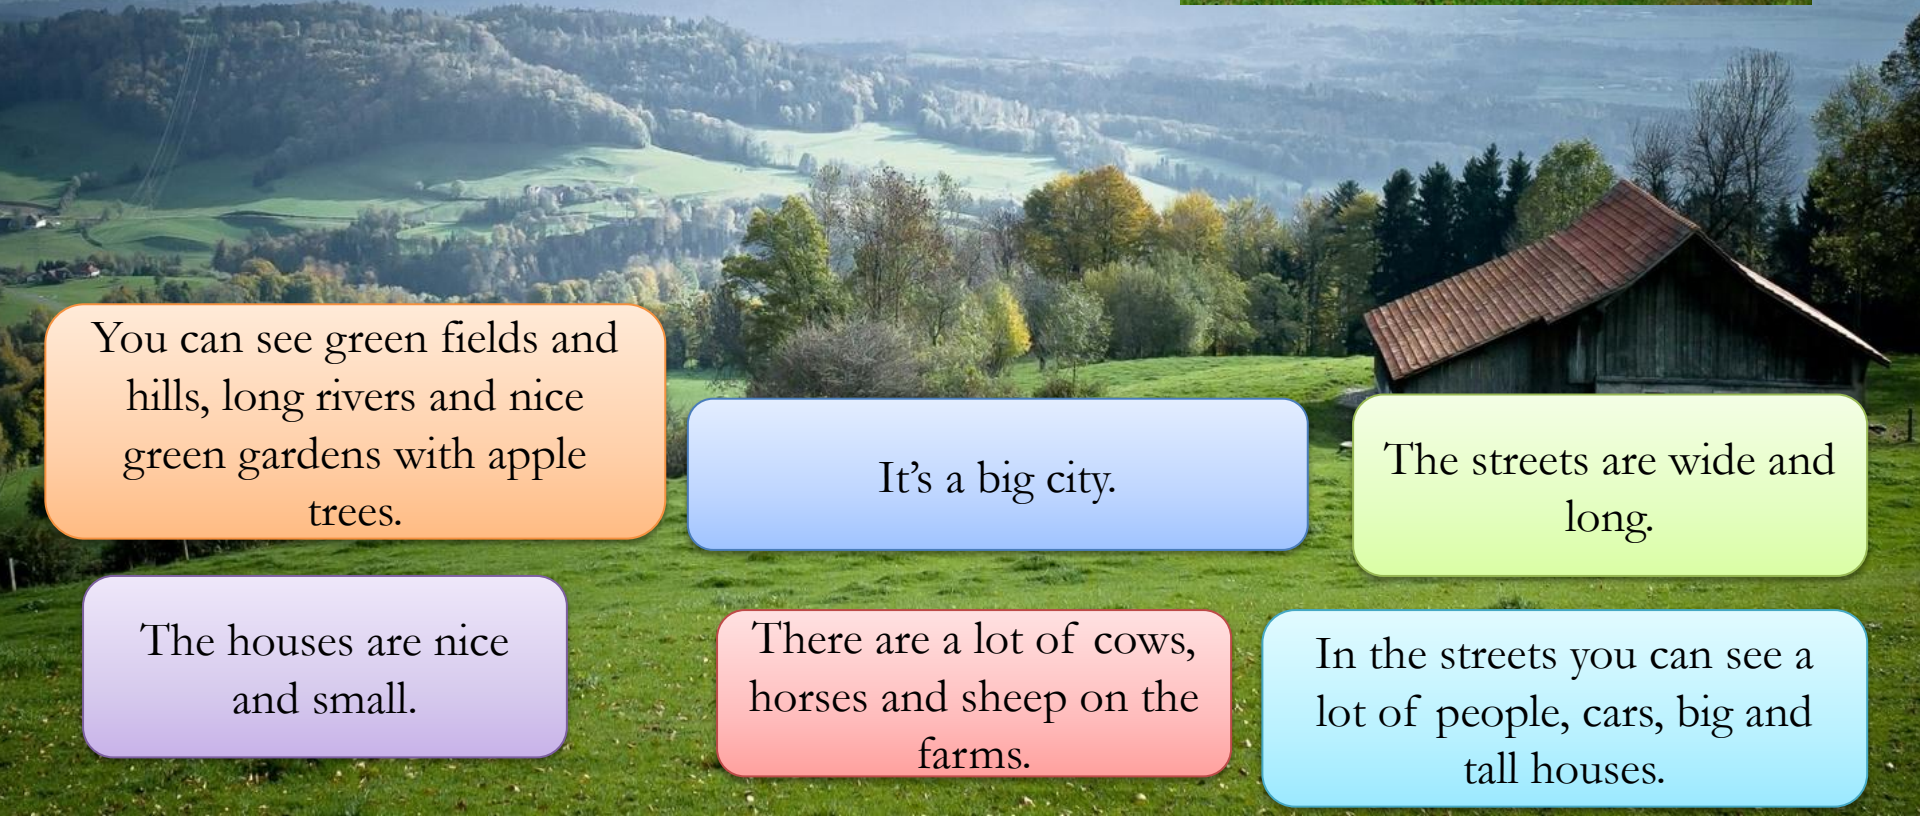 You can see green fields and
hills, long rivers and nice
green gardens with apple
trees.
It’s a big city.
The streets are wide and
long.
The houses are nice
and small.
There are a lot of cows,
horses and sheep on the
farms.
In the streets you can see a
lot of people, cars, big and
tall houses.